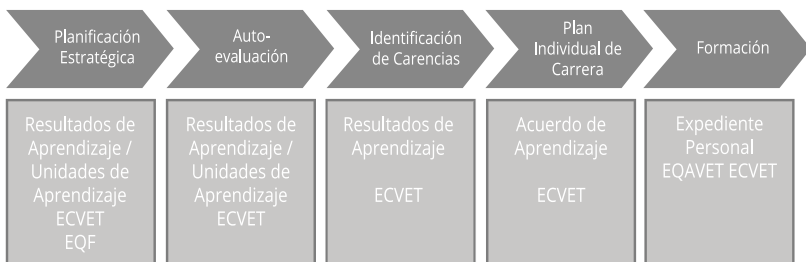 Planificación
Estratégica
Auto-
evaluación
Identificación
de Carencias
Plan
Individual de
Carrera
Formación
Resultados de
Aprendizaje /
Unidades de
Aprendizaje
ECVET
EQF
Resultados de
Aprendizaje /
Unidades de
Aprendizaje
ECVET
Resultados de
Aprendizaje
ECVET
Acuerdo de
Aprendizaje
ECVET
Expediente
Personal
EQAVET ECVET